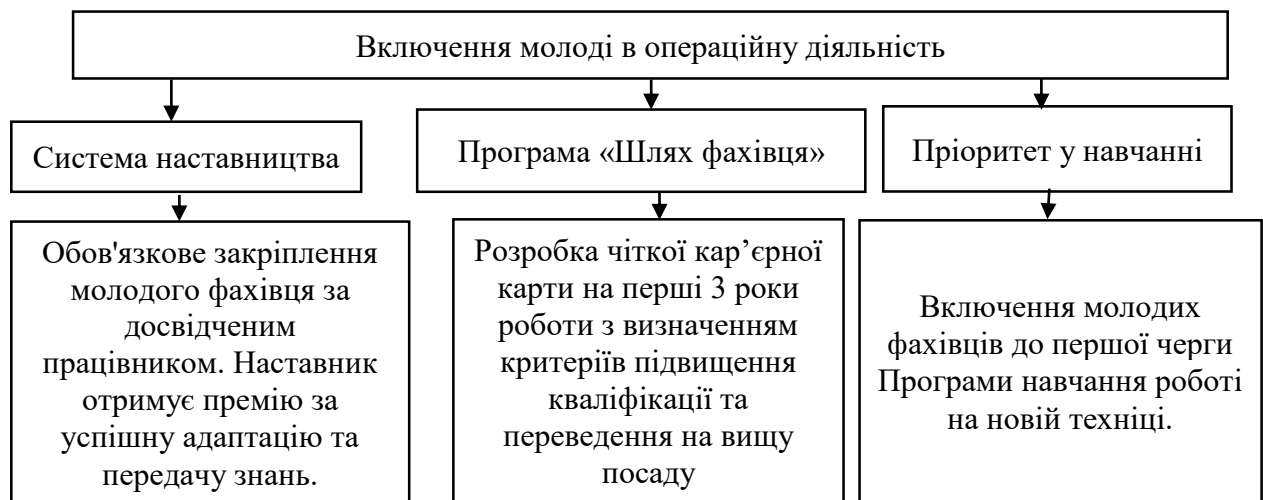 Включення молоді в операційну діяльність
Система наставництва
Програма «Шлях фахівця»
Пріоритет у навчанні
Обов'язкове закріплення
молодого фахівця за
досвідченим
працівником. Наставник
отримує премію за
успішну адаптацію та
передачу знань.
Розробка чіткої кар’єрної
карти на перші 3 роки
роботи з визначенням
критеріїв підвищення
кваліфікації та
переведення на вищу
посаду
Включення молодих
фахівців до першої черги
Програми навчання роботі
на новій техніці.